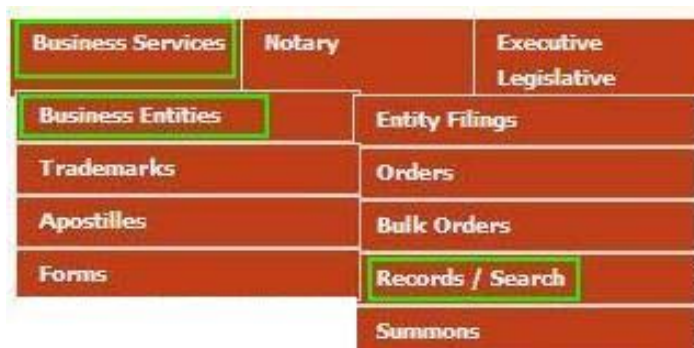 Business Services
Notary
Executive
Legislative
Business Entities
Entity Filings
Trademarks
Orders
Apostilles
Bulk Orders
Forms
Records / Search
Summons